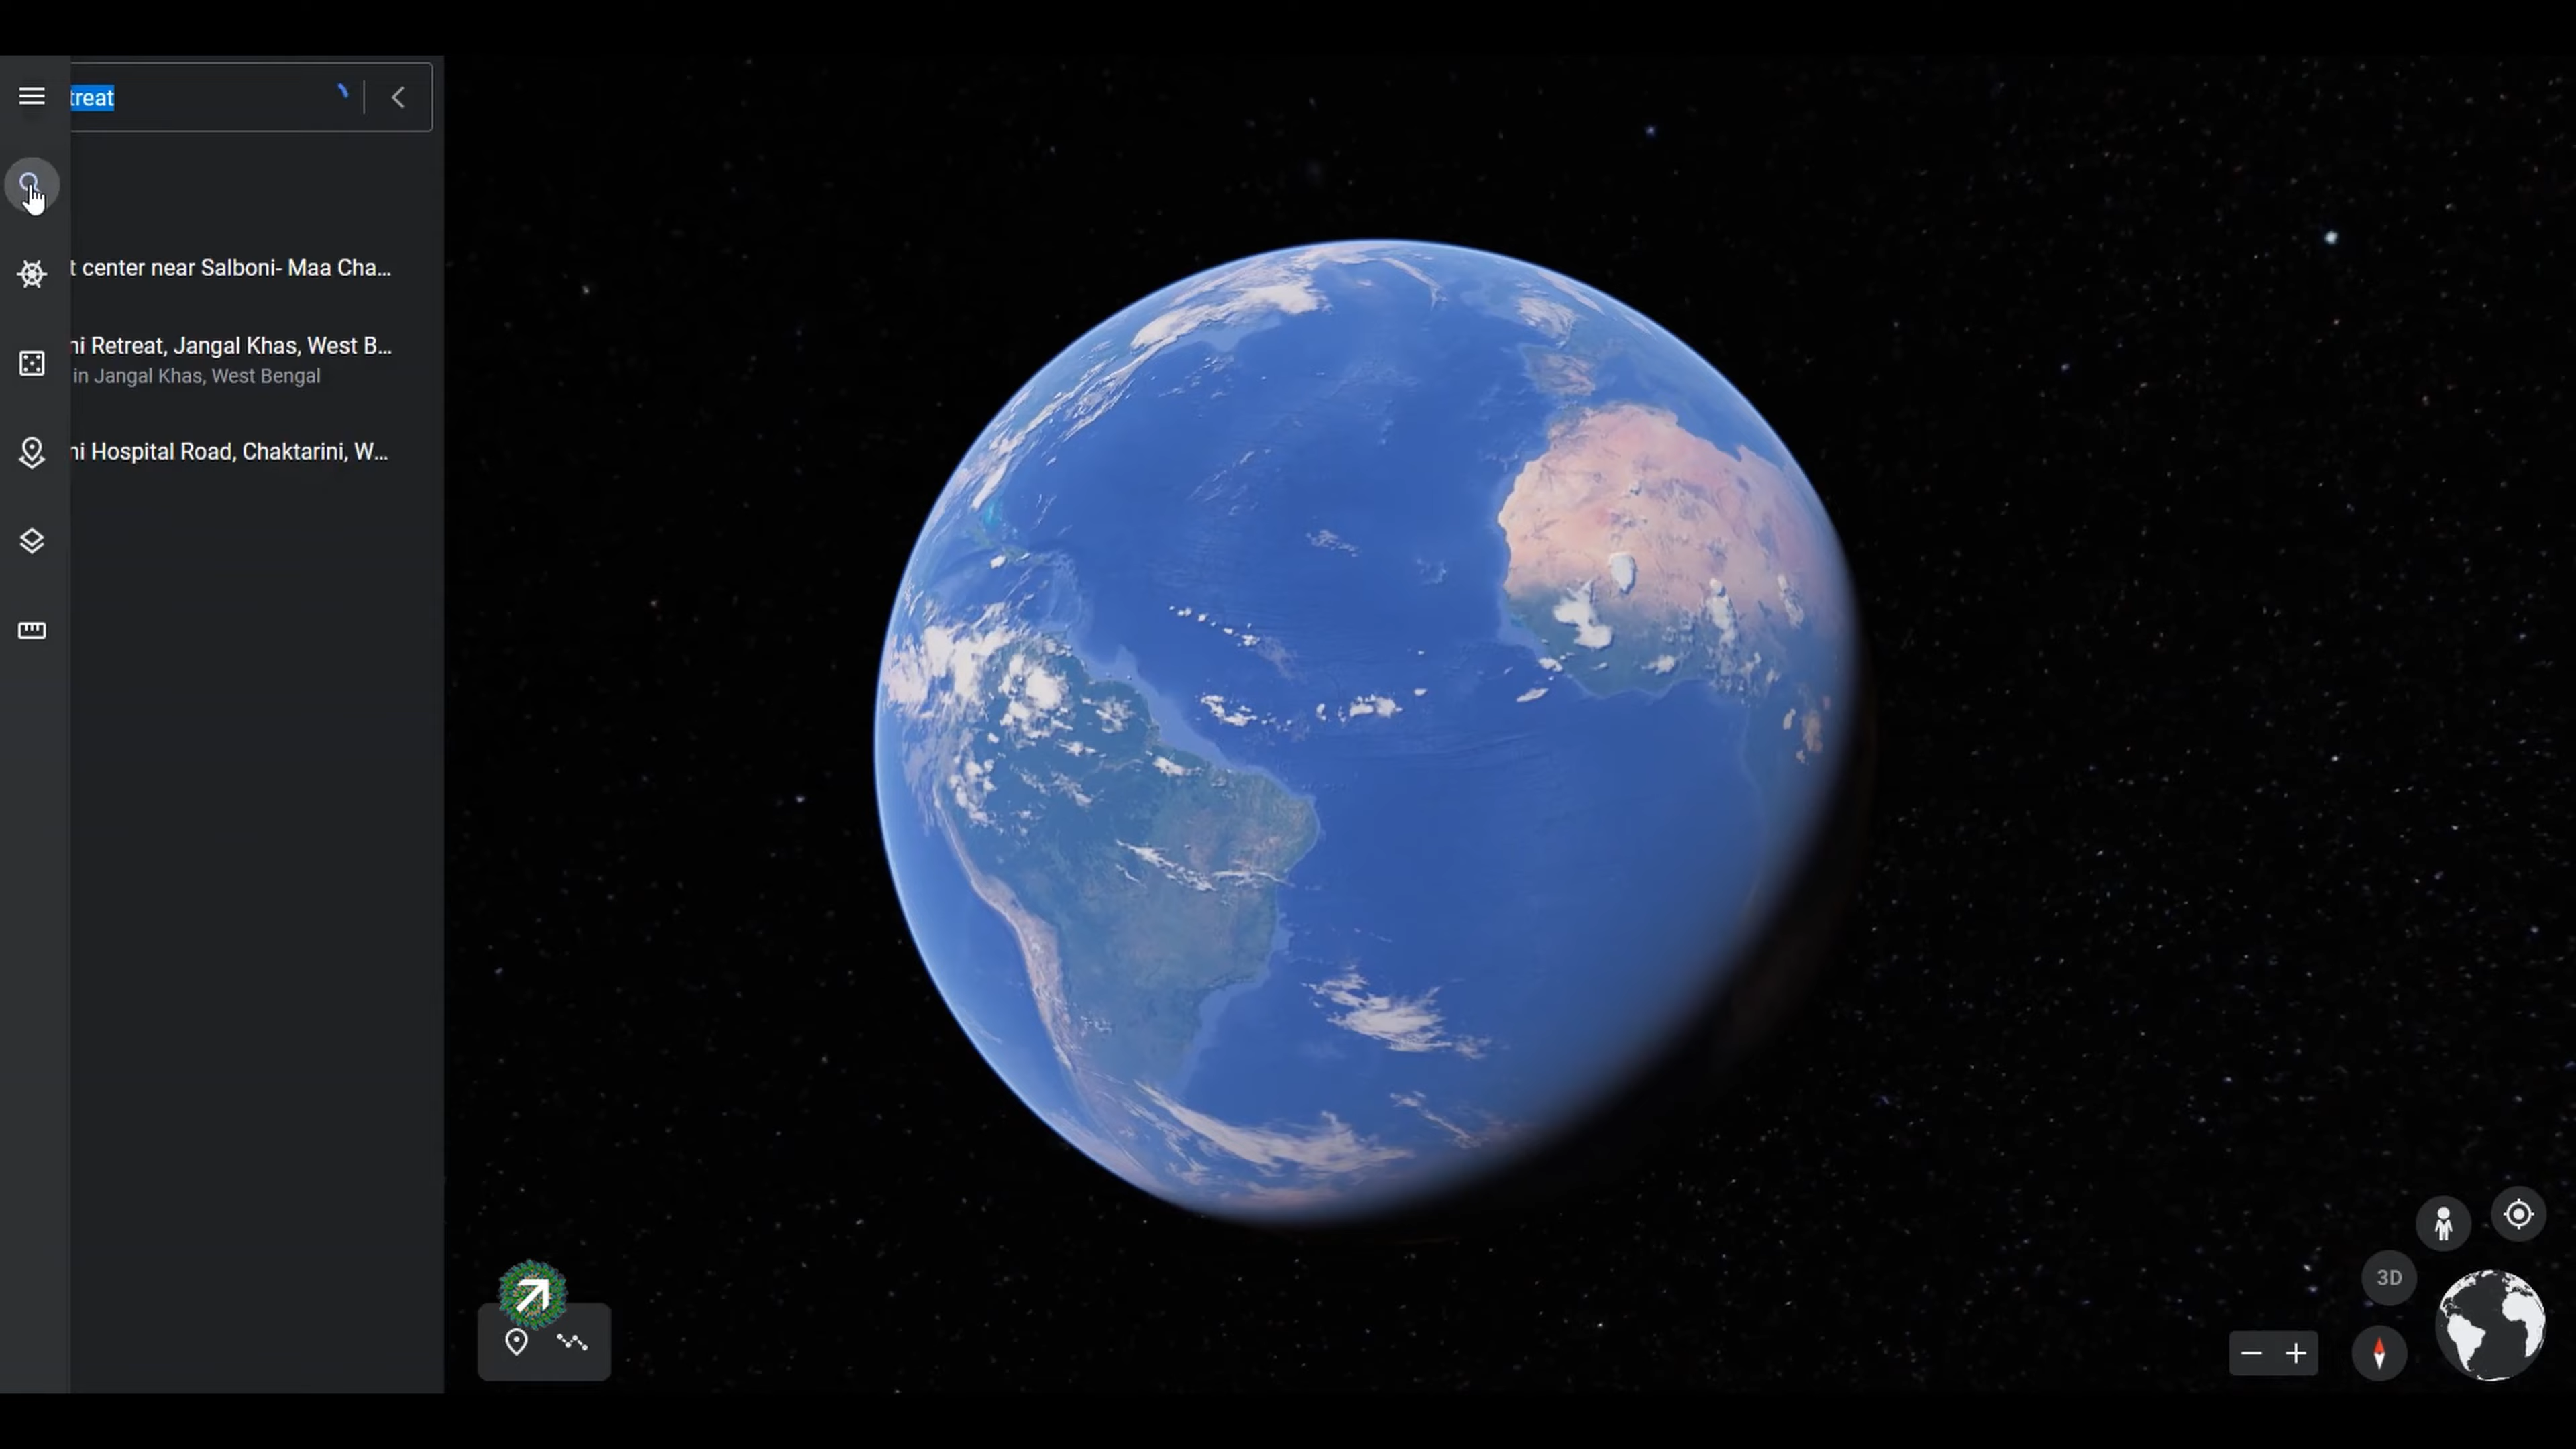 treat
t center near Salboni- Maa Cha...
ni Retreat, Jangal Khas, West B...
in Jangal Khas, West Bengal
ni Hospital Road, Chaktarini, W...
3D